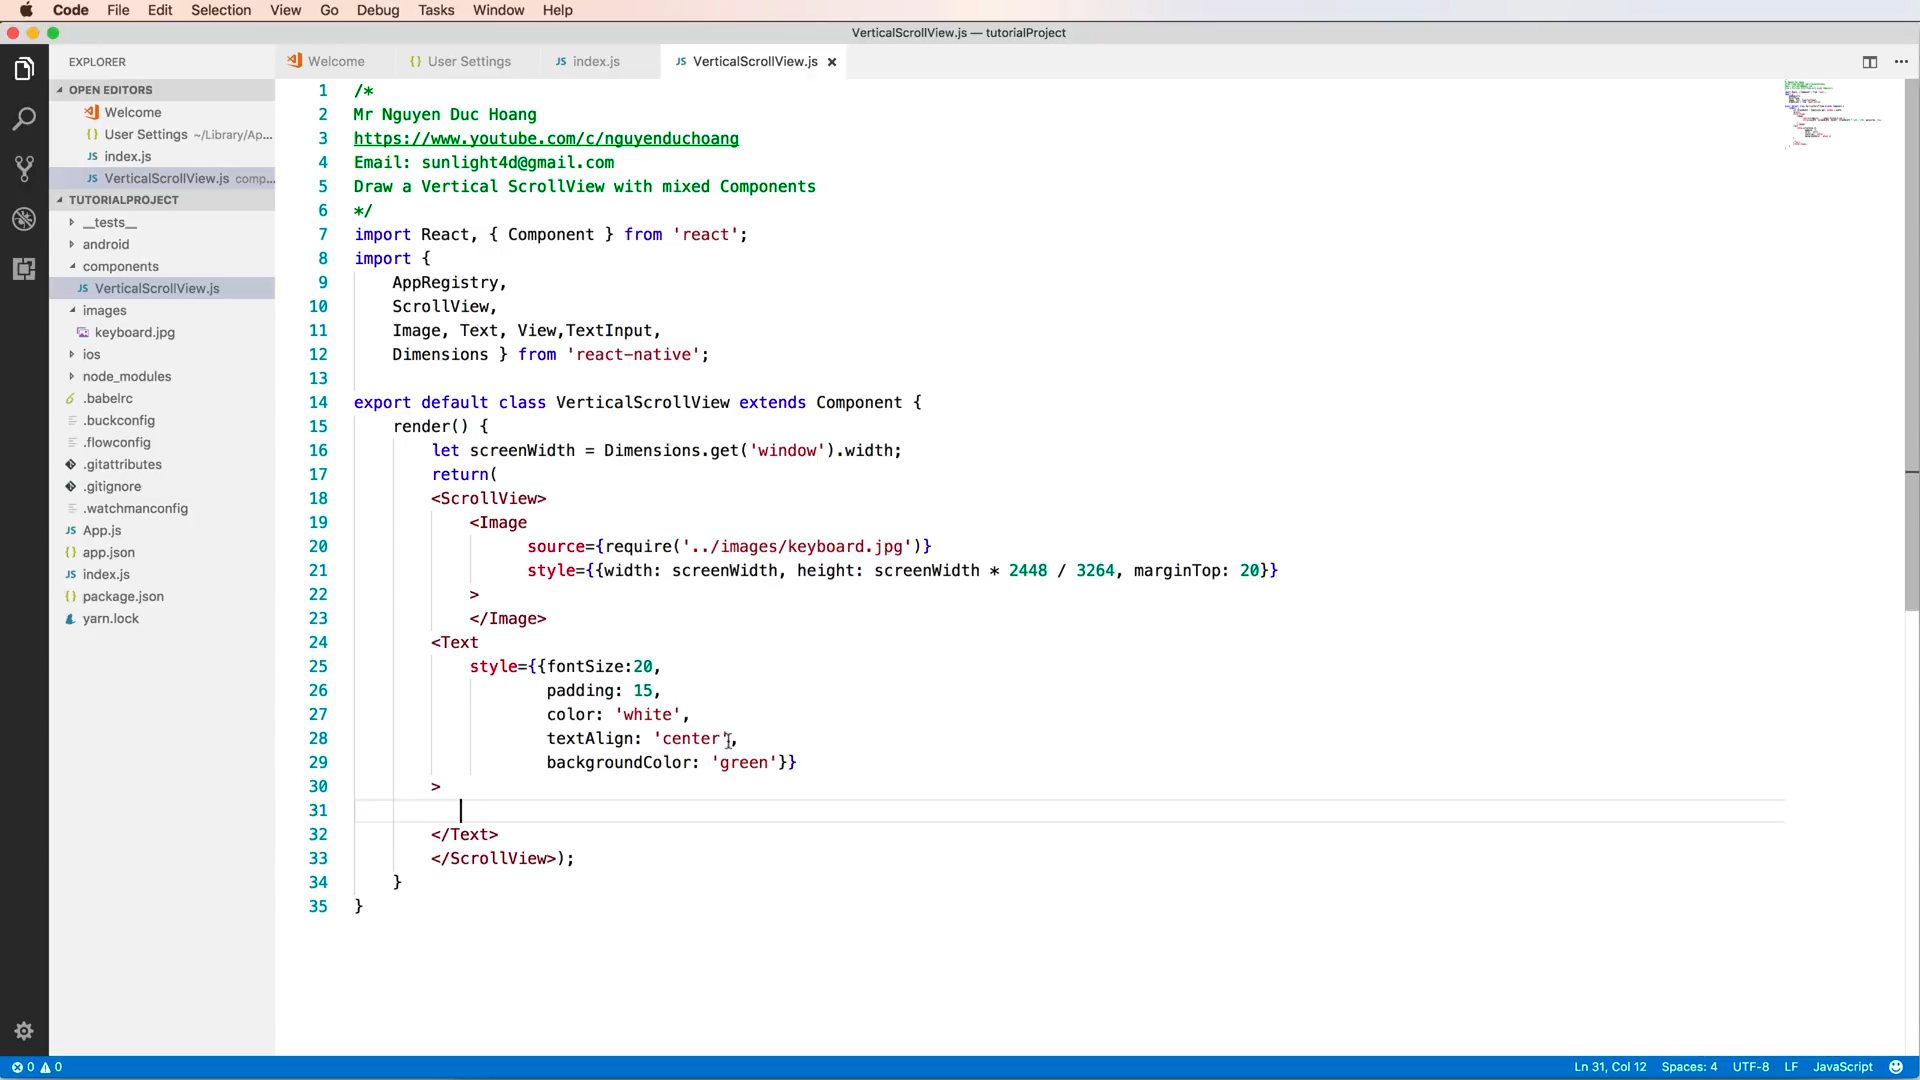 Code File Edit Selection View Go Debug Tasks Window Help
VerticalScrollView.js — tutorialProject
EXPLORER
Welcome
User Settings
index.js
VerticalScrollView.js
OPEN EDITORS
Welcome
User Settings ~/Library/Ap...
index.js
VerticalScrollView.js comp...
TUTORIALPROJECT
__tests__
android
components
VerticalScrollView.js
images
keyboard.jpg
ios
node_modules
.babelrc
.buckconfig
.flowconfig
.gitattributes
.gitignore
.watchmanconfig
App.js
app.json
index.js
package.json
yarn.lock
1 /*
2 Mr Nguyen Duc Hoang
3 https://www.youtube.com/c/nguyenduchoang
4 Email: sunlight4d@gmail.com
5 Draw a Vertical ScrollView with mixed Components
6 */
7 import React, { Component } from 'react';
8 import {
9 AppRegistry,
10 ScrollView,
11 Image, Text, View,TextInput,
12 Dimensions } from 'react-native';
13
14 export default class VerticalScrollView extends Component {
15 render() {
16 let screenWidth = Dimensions.get('window').width;
17 return(
18 <ScrollView>
19 <Image
20 source={require('../images/keyboard.jpg')}
21 style={{width: screenWidth, height: screenWidth * 2448 / 3264, marginTop: 20}}
22 >
23 </Image>
24 <Text
25 style={{fontSize:20,
26 padding: 15,
27 color: 'white',
28 textAlign: 'center',
29 backgroundColor: 'green'}}
30 >
31
32 </Text>
33 </ScrollView>);
34 }
35 }
0 0
Ln 31, Col 12 Spaces: 4 UTF-8 LF JavaScript